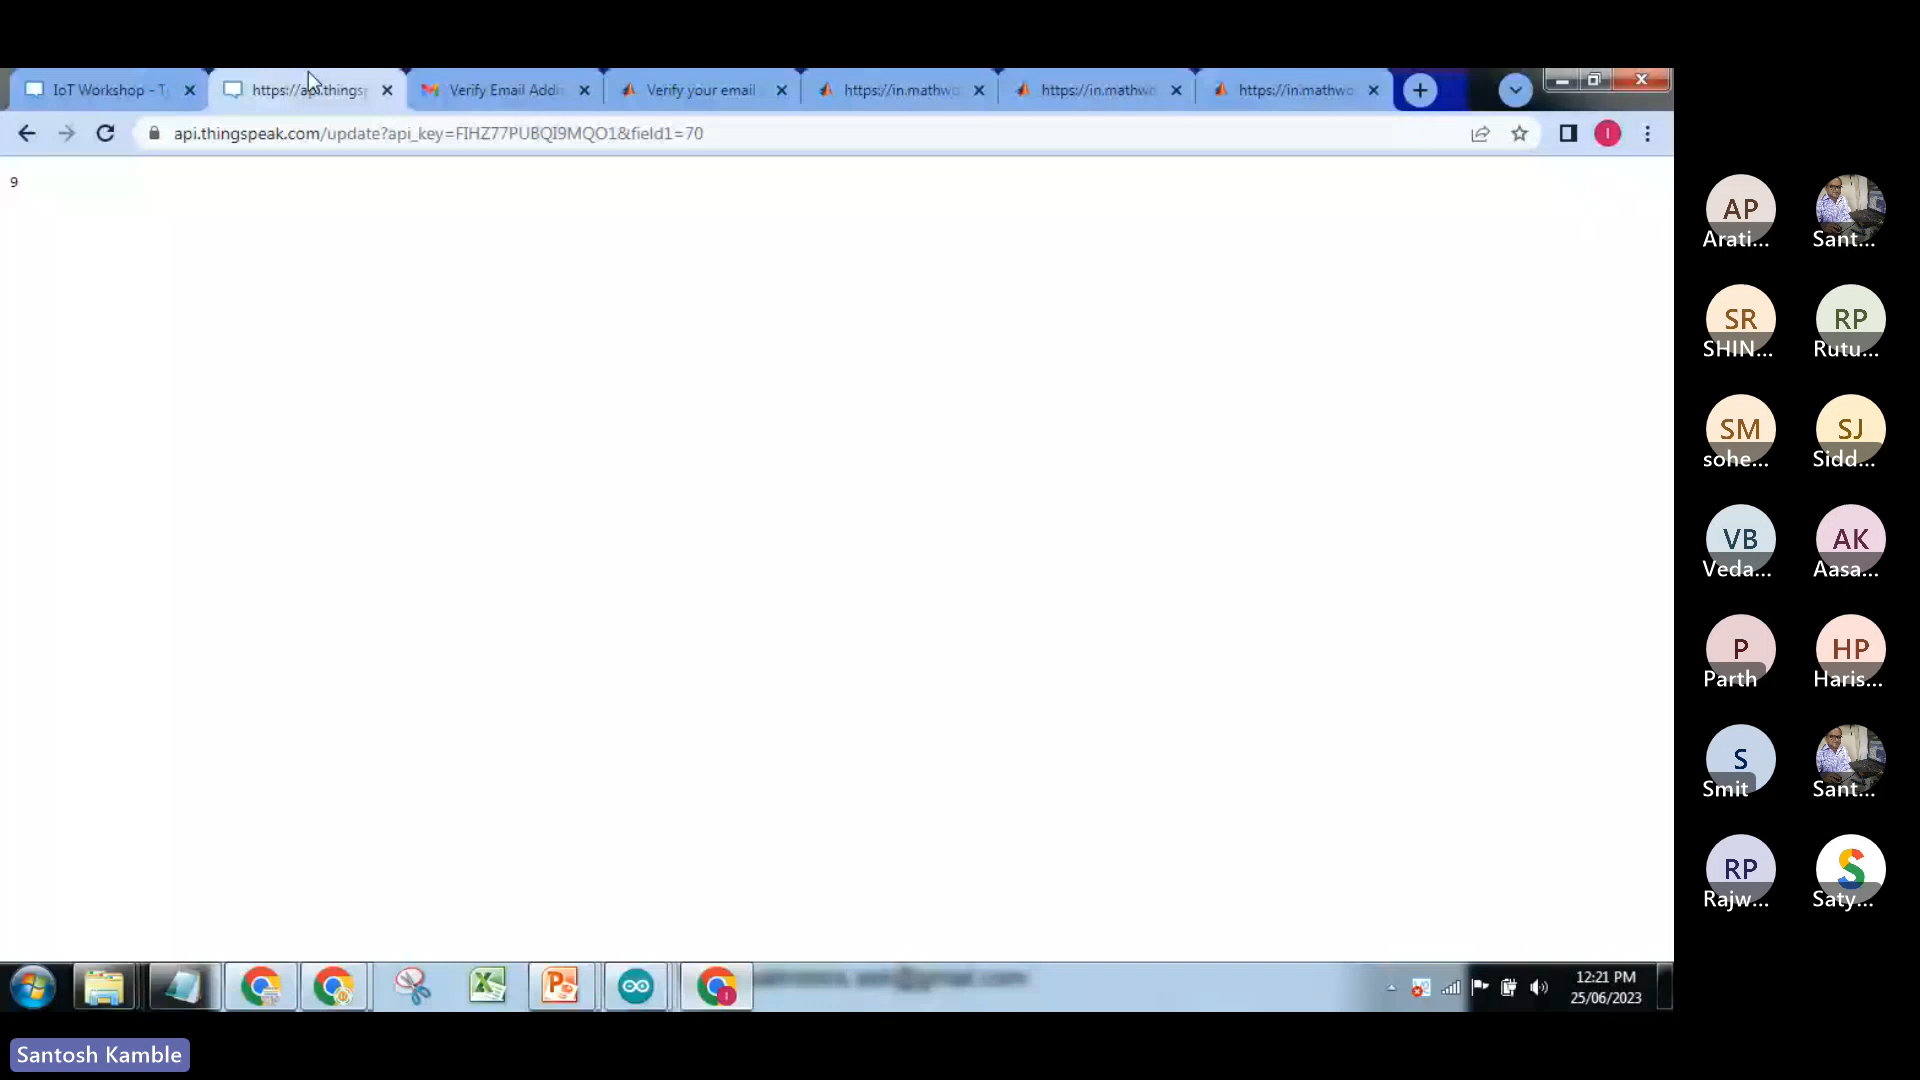 IoT Workshop - T
https://api.things
Verify Email Addr
Verify your email
https://in.mathwo
https://in.mathwo
https://in.mathwo
api.thingspeak.com/update?api_key=FIHZ77PUBQI9MQO1&field1=70
I
9
AP
Arati...
Sant...
SR
SHIN...
RP
Rutu...
SM
sohe...
SJ
Sidd...
VB
Veda...
AK
Aasa...
P
Parth
HP
Haris...
S
Smit
Sant...
RP
Rajw...
Saty...
12:21 PM
25/06/2023
Santosh Kamble